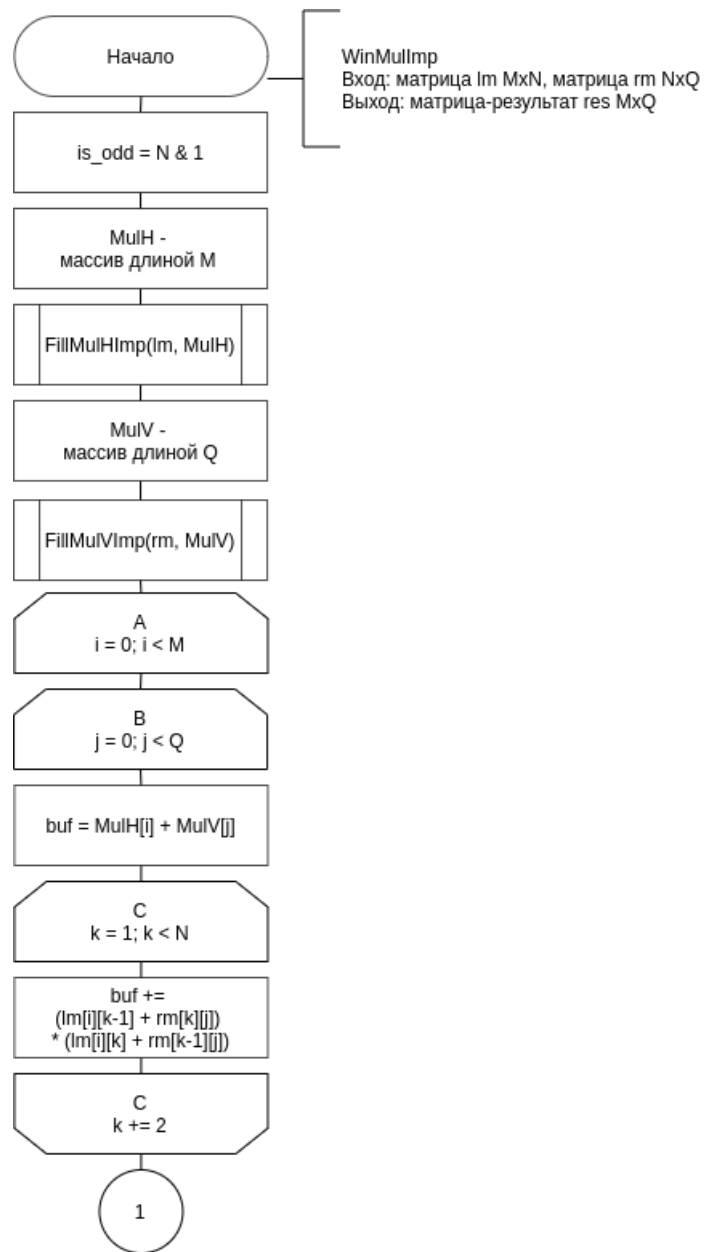 Начало
WinMulImp
Вход: матрица lm MxN, матрица rm NxQ
Выход: матрица-результат res MxQ
is_odd = N & 1
MulH -
массив длиной M
FillMulHImp(lm, MulH)
MulV -
массив длиной Q
FillMulVImp(rm, MulV)
A
i = 0; i < M
B
j = 0; j < Q
buf = MulH[i] + MulV[j]
C
k = 1; k < N
buf +=
(lm[i][k-1] + rm[k][j])
* (lm[i][k] + rm[k-1][j])
C
k += 2
1